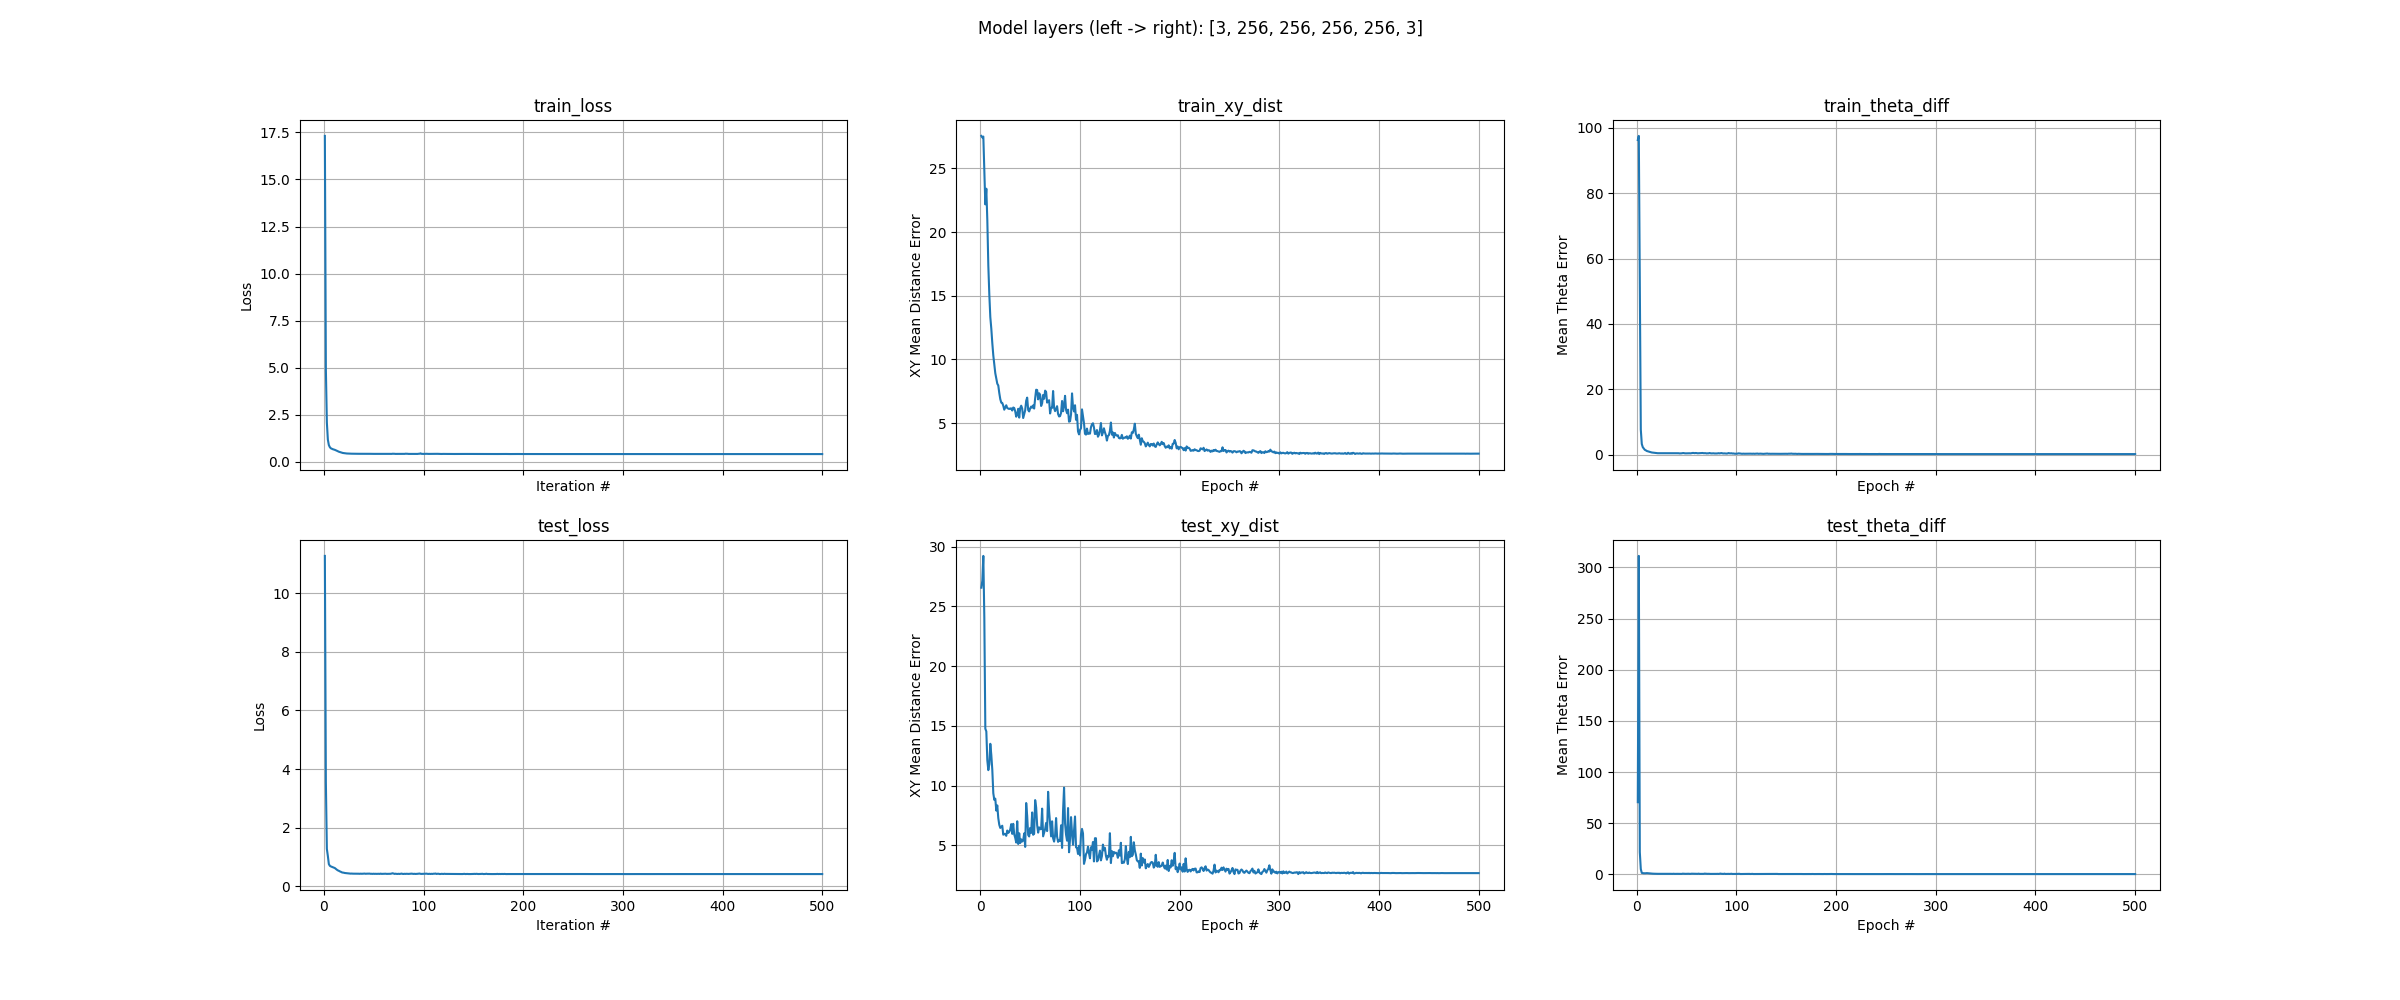 Model layers (left -> right): [3, 256, 256, 256, 256, 3]
train_loss
17.5
15.0
12.5
10.0
7.5
5.0
2.5
0.0
Loss
Iteration #
train_xy_dist
25
20
15
10
5
XY Mean Distance Error
Epoch #
train_theta_diff
100
80
60
40
20
0
Mean Theta Error
Epoch #
test_loss
10
8
6
4
2
0
Loss
0 100 200 300 400 500
Iteration #
test_xy_dist
30
25
20
15
10
5
XY Mean Distance Error
0 100 200 300 400 500
Epoch #
test_theta_diff
300
250
200
150
100
50
0
Mean Theta Error
0 100 200 300 400 500
Epoch #